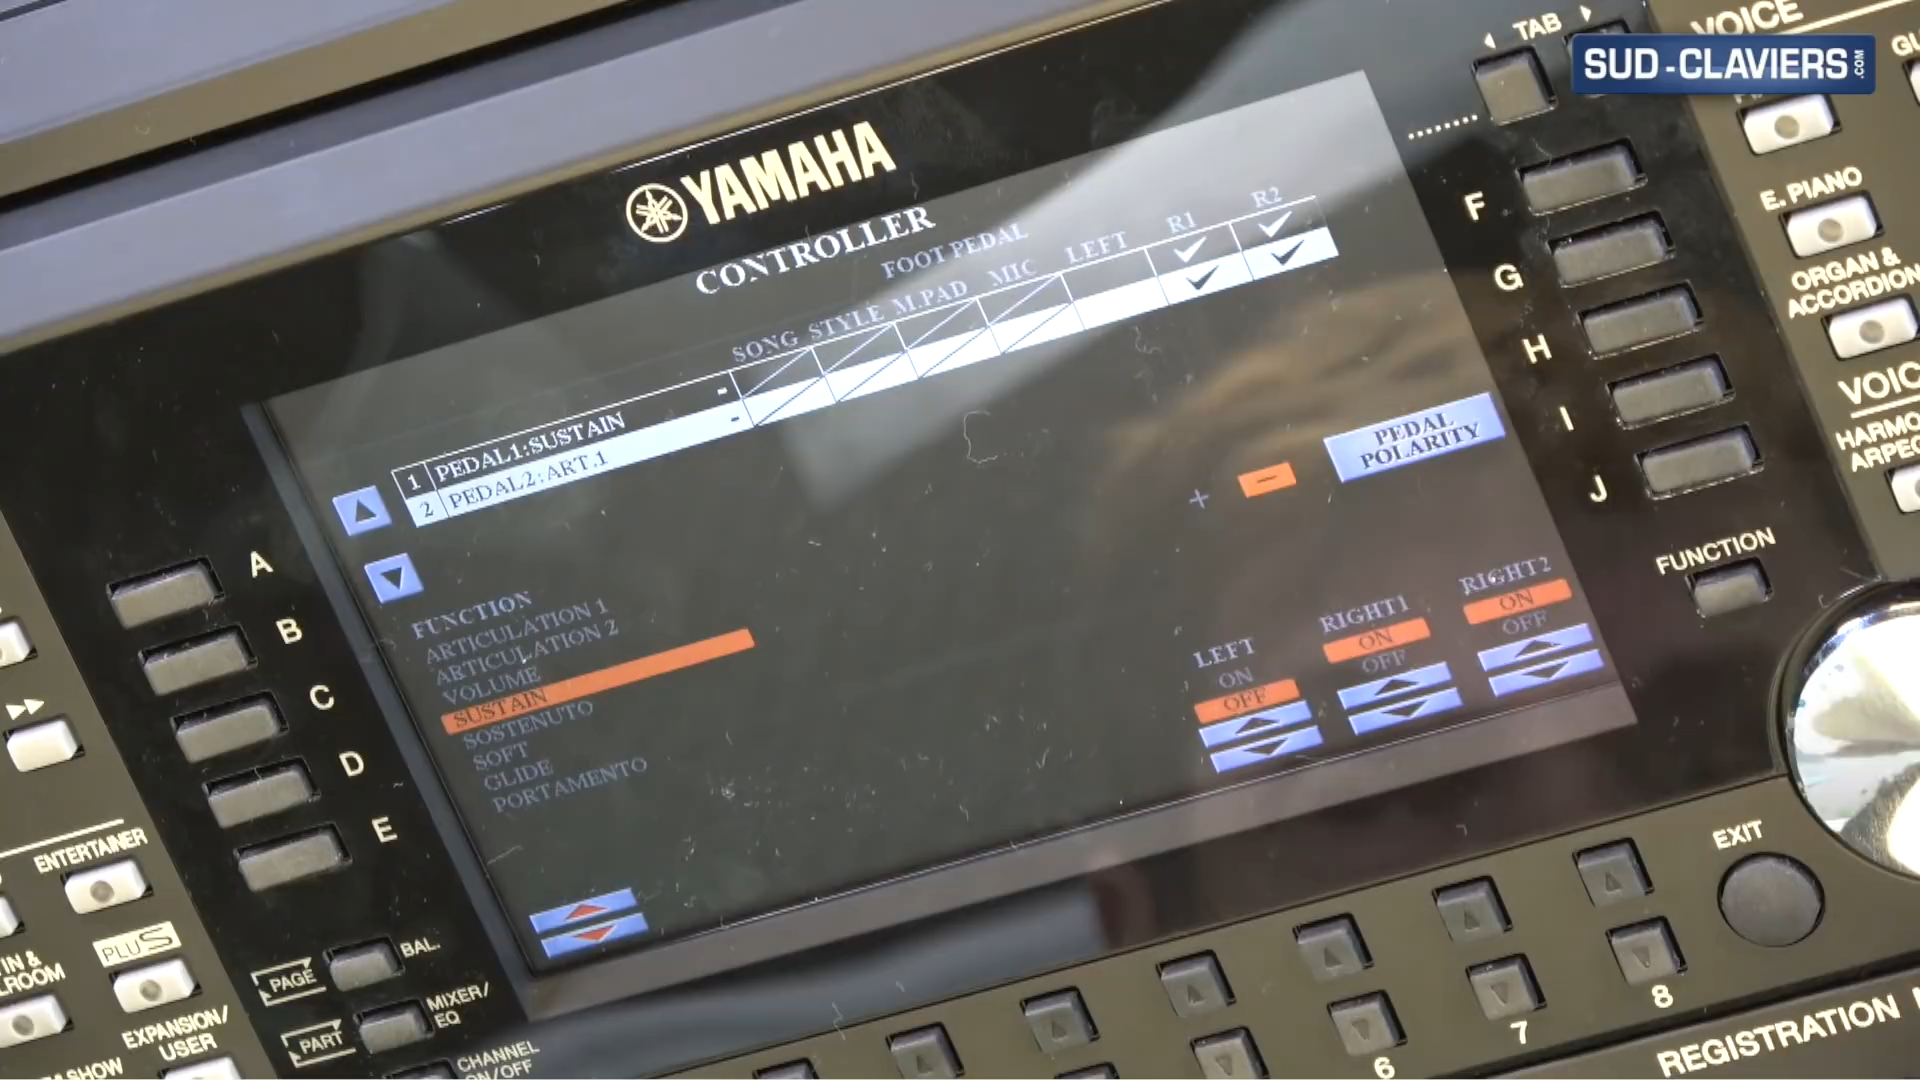 SUD-CLAVIERS.COM
TAB
VOICE
YAMAHA
CONTROLLER
FOOT PEDAL
SONG STYLE M.PAD MIC LEFT R1 R2
1 PEDAL1:SUSTAIN -
2 PEDAL2:ART.1 -
PEDAL
POLARITY
+ -
FUNCTION
ARTICULATION 1
ARTICULATION 2
VOLUME
SUSTAIN
SOSTENUTO
SOFT
GLIDE
PORTAMENTO
LEFT
ON
OFF
RIGHT1
ON
OFF
RIGHT2
ON
OFF
A
B
C
D
E
F
G
H
I
J
E. PIANO
ORGAN &
ACCORDION
FUNCTION
EXIT
ENTERTAINER
PLUS
EXPANSION/
USER
PAGE
BAL.
PART
MIXER/
EQ
CHANNEL
ON/OFF
6
7
8
REGISTRATION